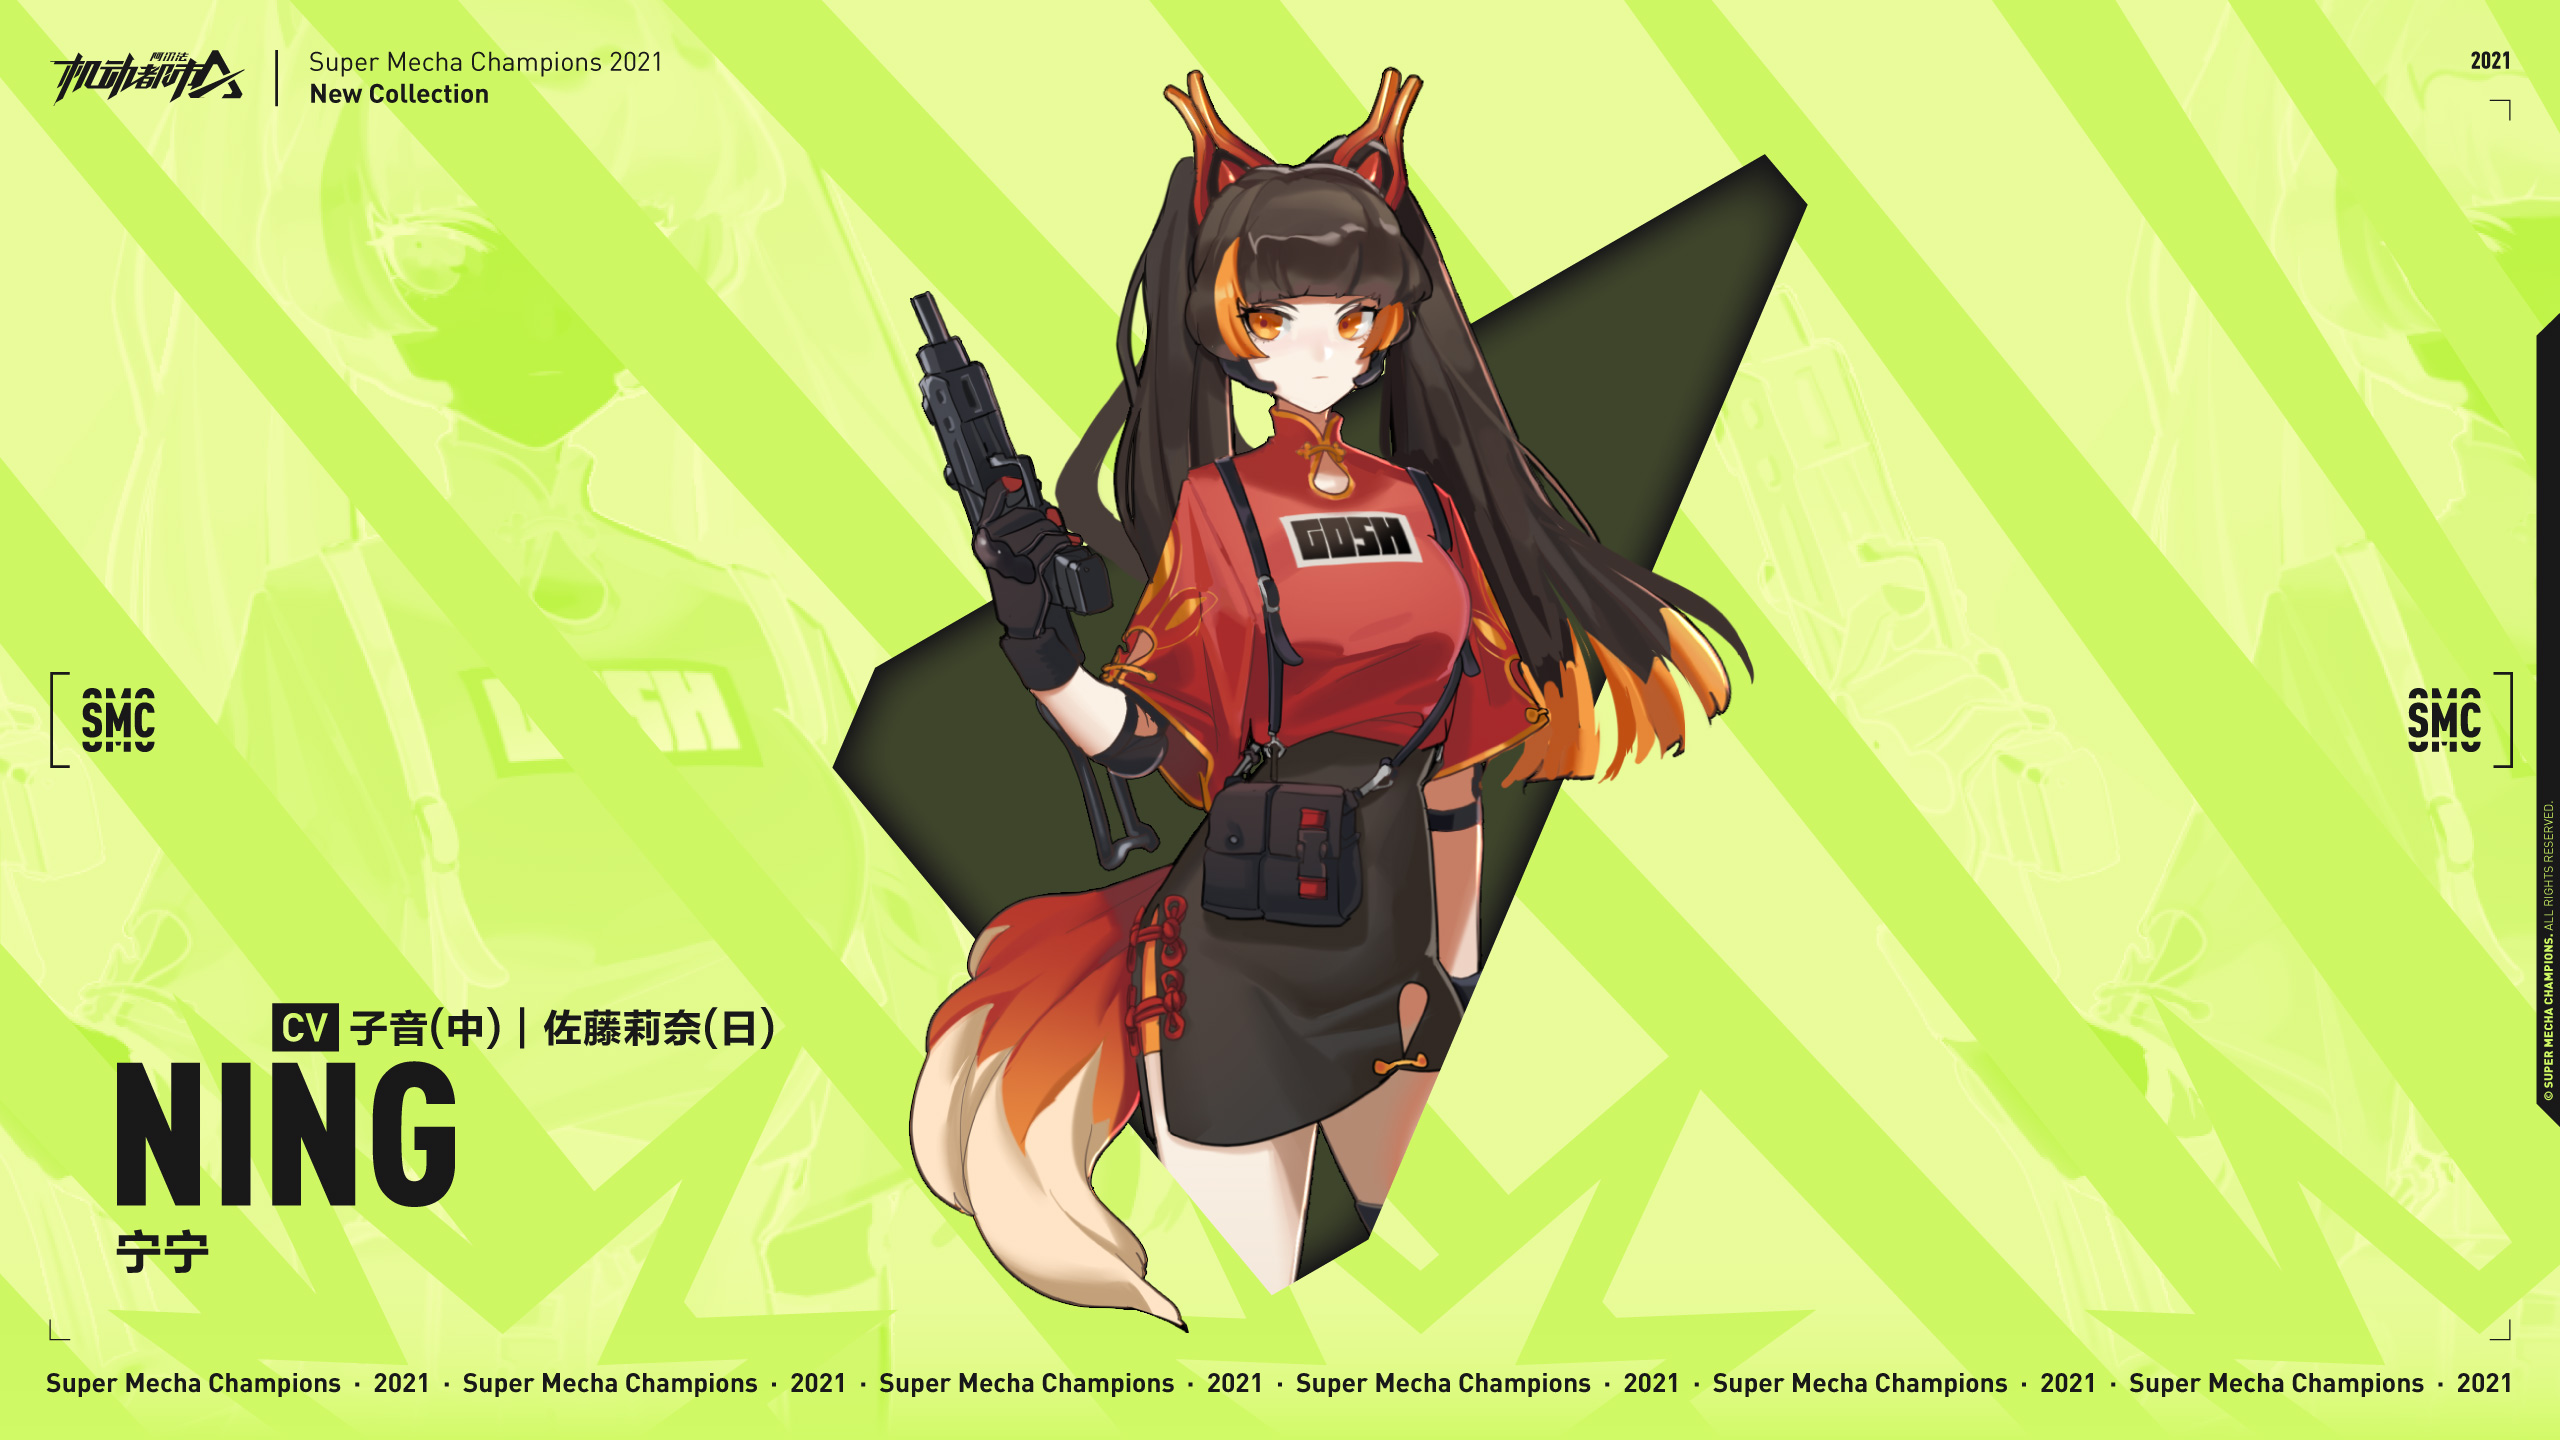 机动都市阿尔法
Super Mecha Champions 2021
New Collection
2021
GOSH
SMC
SMC
CV 子音(中) | 佐藤莉奈(日)
NING
宁宁
© SUPER MECHA CHAMPIONS. ALL RIGHTS RESERVED.
Super Mecha Champions · 2021 · Super Mecha Champions · 2021 · Super Mecha Champions · 2021 · Super Mecha Champions · 2021 · Super Mecha Champions · 2021 · Super Mecha Champions · 2021